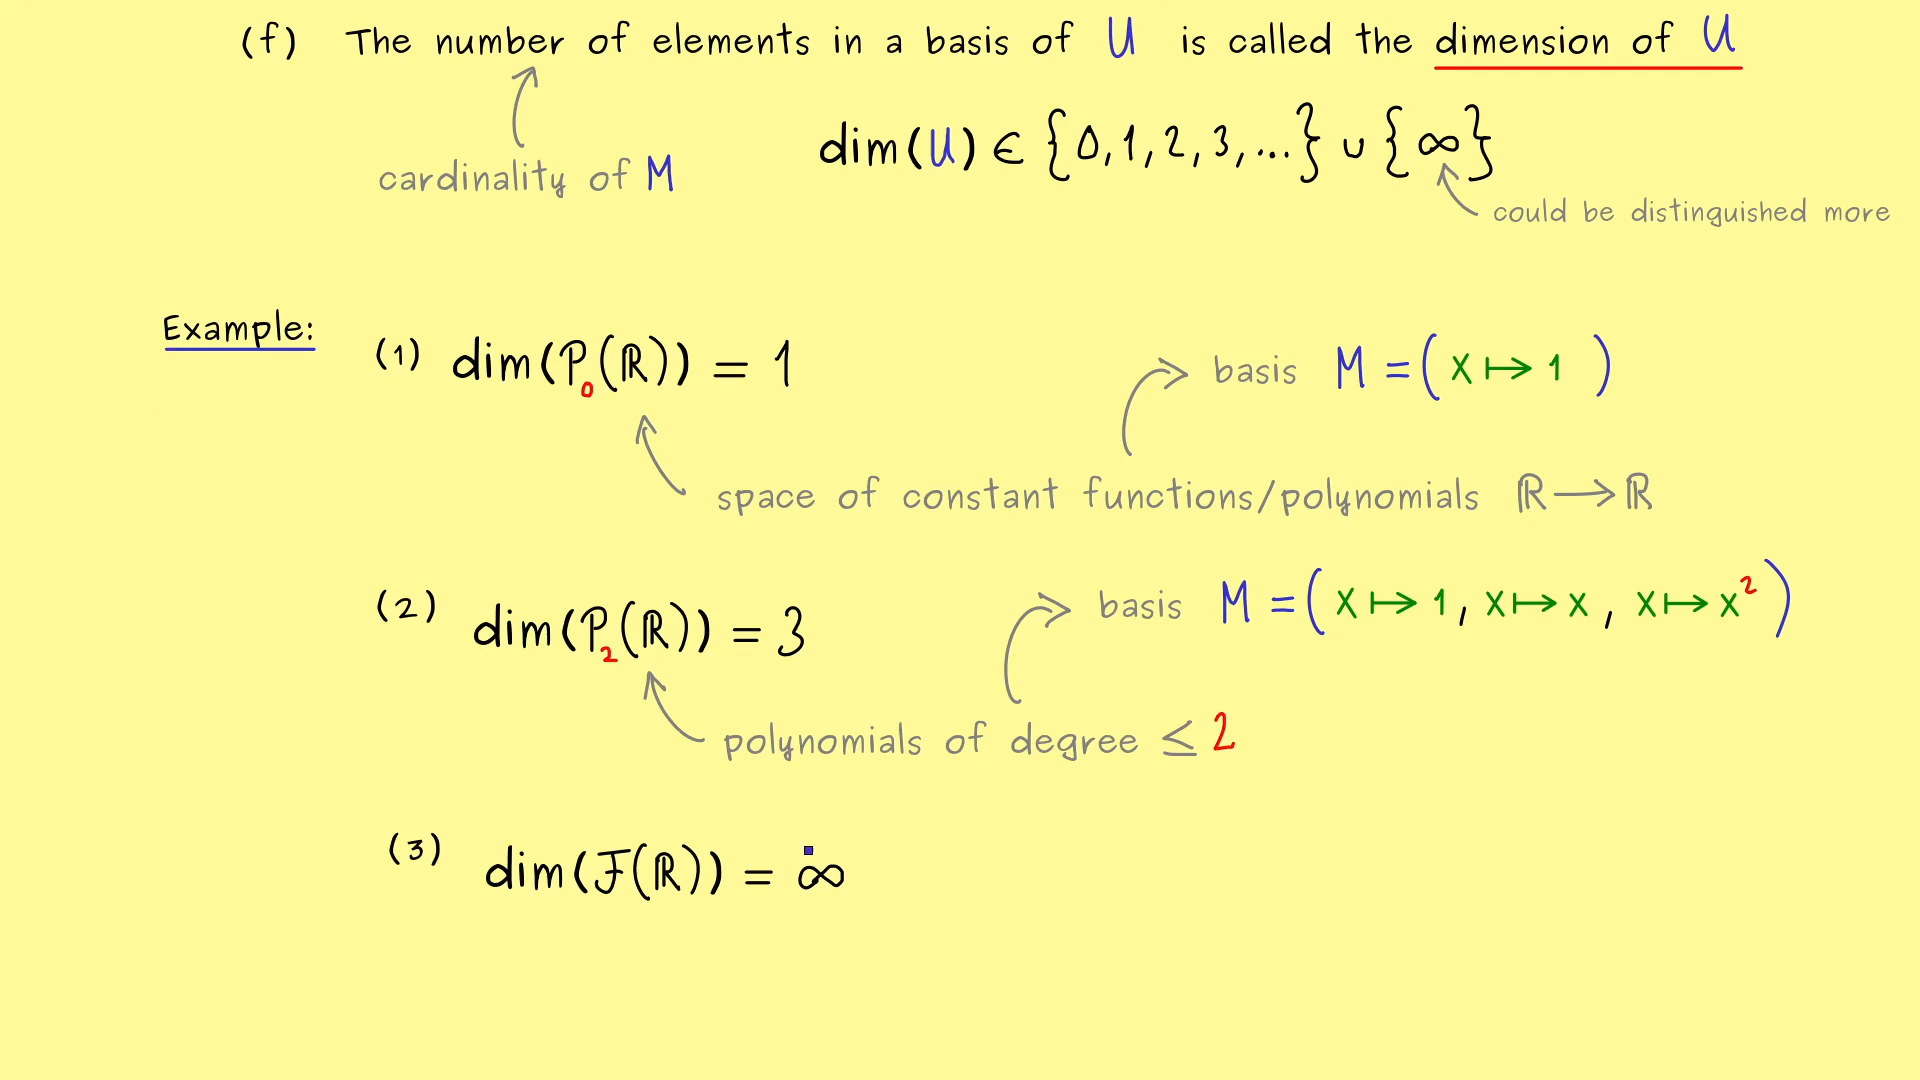 (f) The number of elements in a basis of U is called the dimension of U
cardinality of M
dim(U) ∈ {0, 1, 2, 3, ...} ∪ {∞}
could be distinguished more
Example:
(1) dim(P₀(ℝ)) = 1
basis M = (x ↦ 1)
space of constant functions/polynomials ℝ → ℝ
(2) dim(P₂(ℝ)) = 3
basis M = (x ↦ 1, x ↦ x, x ↦ x²)
polynomials of degree ≤ 2
(3) dim(ℱ(ℝ)) = ∞